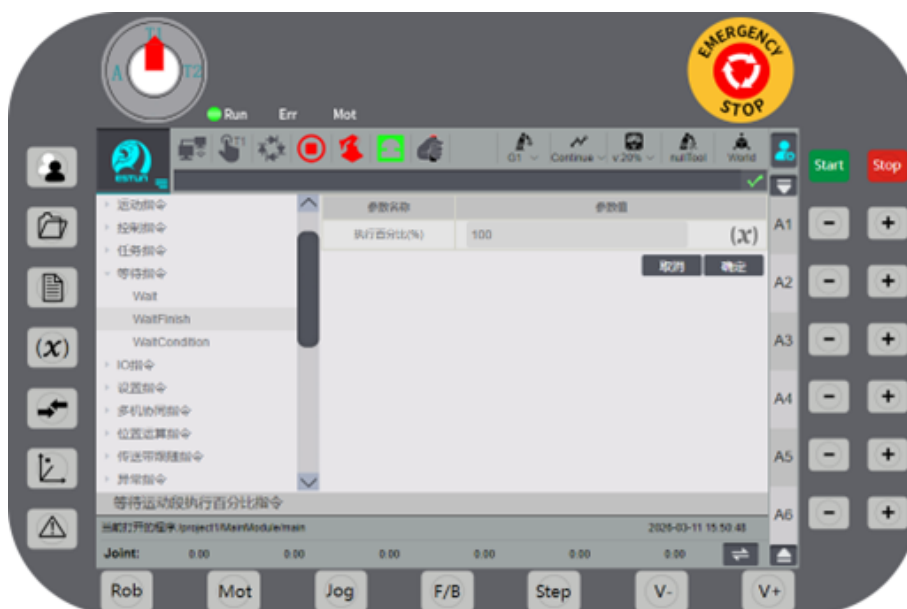 T1
A
T2
EMERGENCY
STOP
Run Err Mot
T1
G1 Continue v:20% nullTool World
ESTUN
Start Stop
运动指令
控制指令
任务指令
等待指令
Wait
WaitFinish
WaitCondition
IO指令
设置指令
多机协同指令
位置运算指令
传送带跟随指令
异常指令
参数名称 参数值
执行百分比(%) 100 (x)
取消 确定
A1 - +
A2 - +
A3 - +
A4 - +
A5 - +
A6 - +
(x)
等待运动段执行百分比指令
当前打开的程序:/project1/MainModule/main 2026-03-11 15:50:48
Joint: 0.00 0.00 0.00 0.00 0.00 0.00
Rob Mot Jog F/B Step V- V+